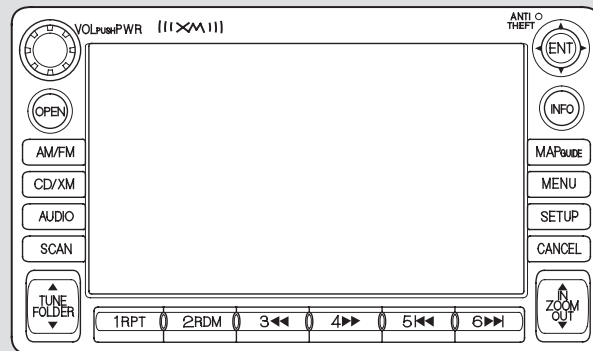 VOL PUSH PWR
XM
ANTI
THEFT
ENT
OPEN
INFO
AM/FM
MAP GUIDE
CD/XM
MENU
AUDIO
SETUP
SCAN
CANCEL
TUNE
FOLDER
IN
ZOOM
OUT
1RPT
2RDM
3◀◀
4▶▶
5|◀◀
6▶▶|